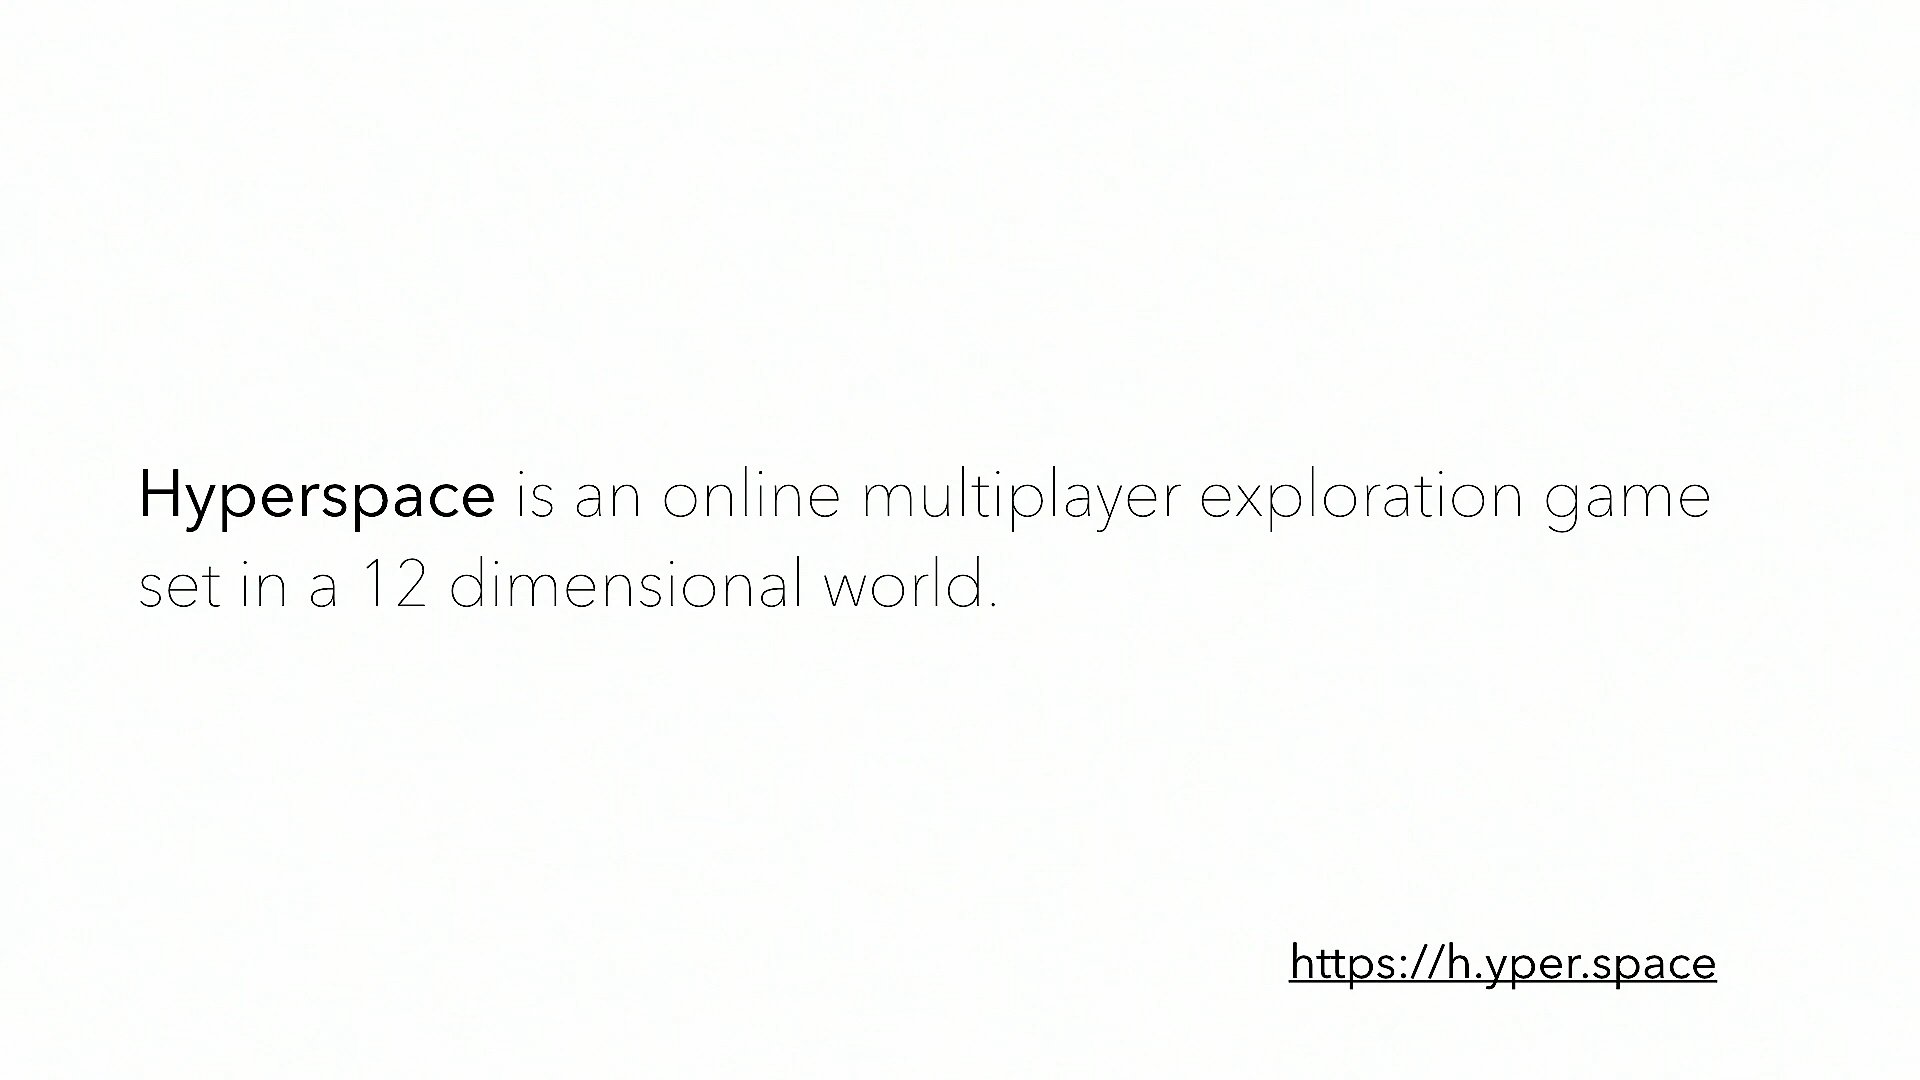 Hyperspace is an online multiplayer exploration game
set in a 12 dimensional world.
https://h.yper.space